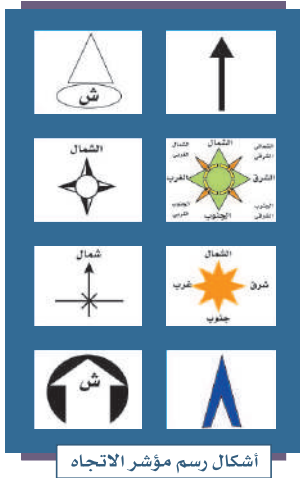 ش
الشمال
الشمال
الشمالي
الشرقي
الشمال
الغربي
الشرق
الغرب
الجنوب
الشرقي
الجنوب
الغربي
الجنوب
شمال
الشمال
شرق
غرب
جنوب
ش
أشكال رسم مؤشر الاتجاه